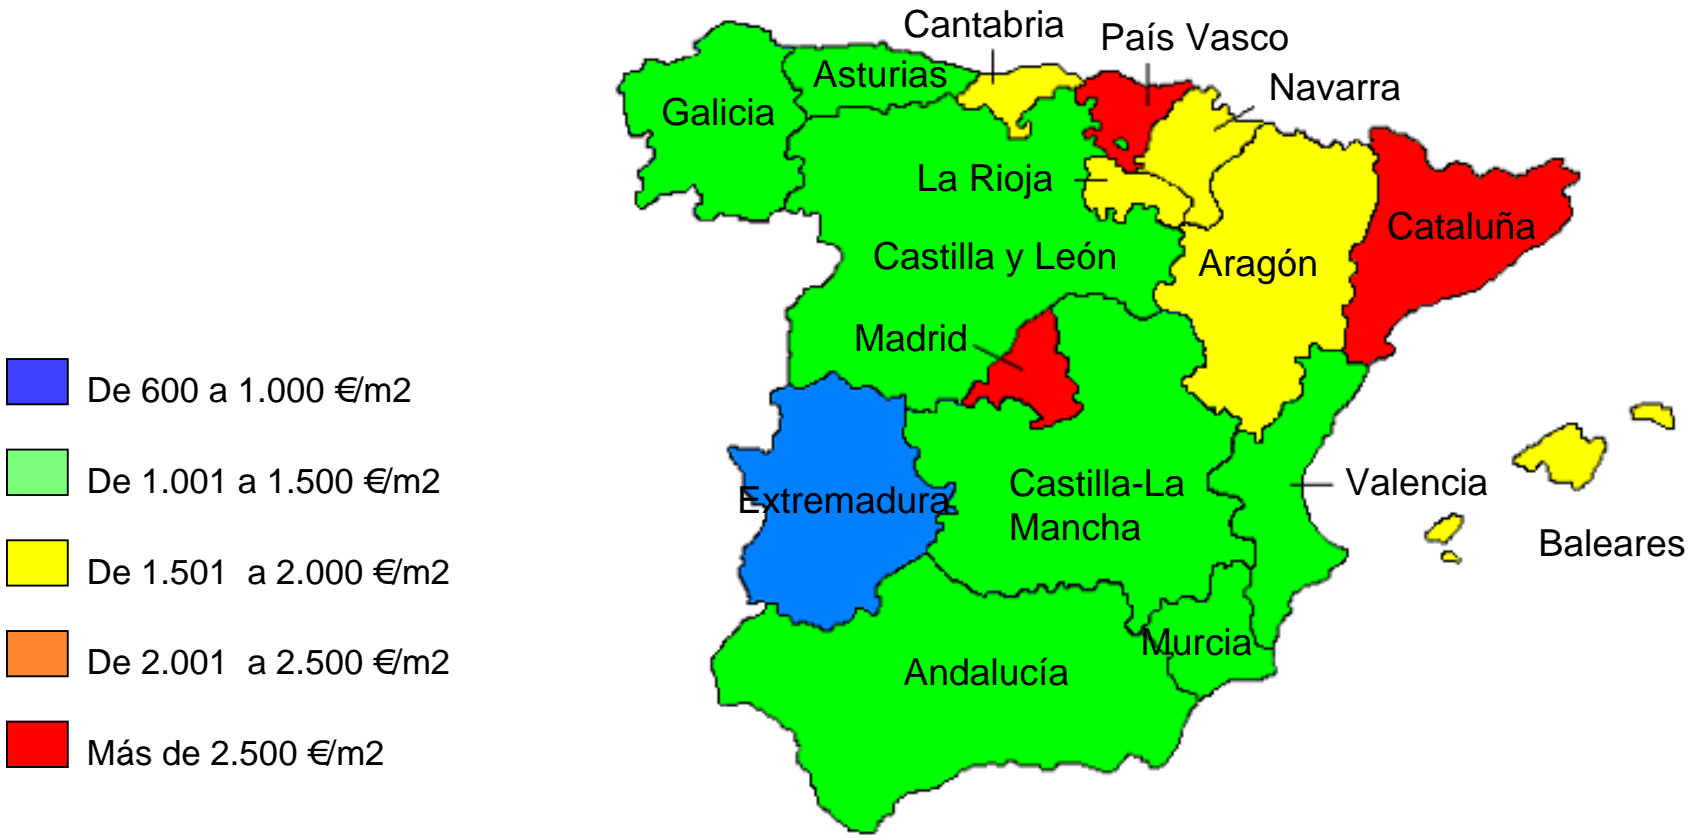 Cantabria
País Vasco
Asturias
Navarra
Galicia
La Rioja
Cataluña
Castilla y León
Aragón
Madrid
De 600 a 1.000 €/m2
De 1.001 a 1.500 €/m2
De 1.501  a 2.000 €/m2
De 2.001  a 2.500 €/m2
Más de 2.500 €/m2
Extremadura
Castilla-La
Mancha
Valencia
Baleares
Murcia
Andalucía